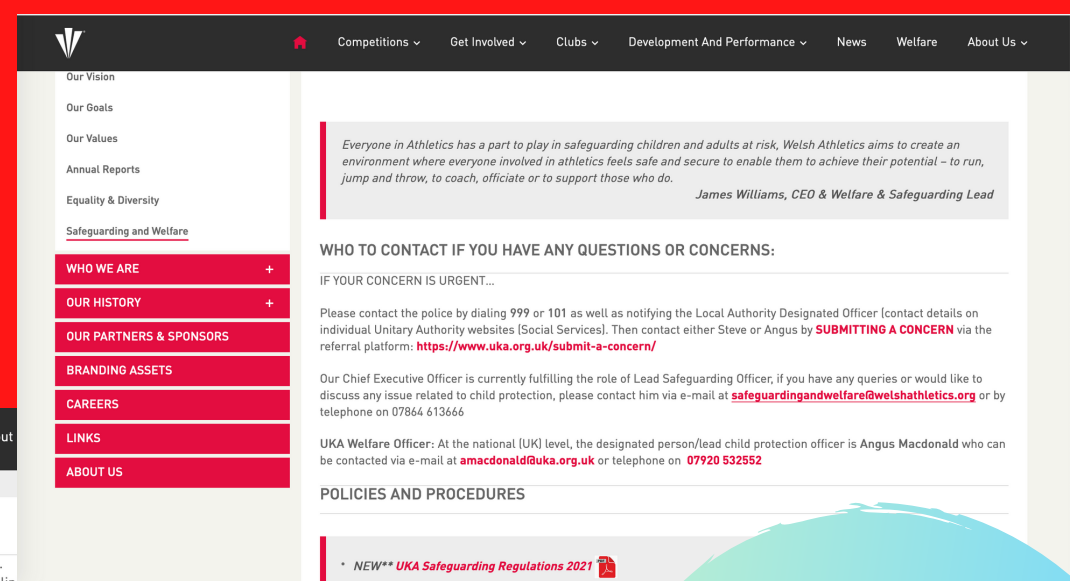 Competitions Get Involved Clubs Development And Performance News Welfare About Us
Our Vision
Our Goals
Our Values
Annual Reports
Equality & Diversity
Safeguarding and Welfare
WHO WE ARE +
OUR HISTORY +
OUR PARTNERS & SPONSORS
BRANDING ASSETS
CAREERS
LINKS
ABOUT US
Everyone in Athletics has a part to play in safeguarding children and adults at risk, Welsh Athletics aims to create an
environment where everyone involved in athletics feels safe and secure to enable them to achieve their potential – to run,
jump and throw, to coach, officiate or to support those who do.
James Williams, CEO & Welfare & Safeguarding Lead
WHO TO CONTACT IF YOU HAVE ANY QUESTIONS OR CONCERNS:
IF YOUR CONCERN IS URGENT...
Please contact the police by dialing 999 or 101 as well as notifying the Local Authority Designated Officer (contact details on
individual Unitary Authority websites (Social Services). Then contact either Steve or Angus by SUBMITTING A CONCERN via the
referral platform: https://www.uka.org.uk/submit-a-concern/
Our Chief Executive Officer is currently fulfilling the role of Lead Safeguarding Officer, if you have any queries or would like to
discuss any issue related to child protection, please contact him via e-mail at safeguardingandwelfare@welshathletics.org or by
telephone on 07864 613666
UKA Welfare Officer: At the national (UK) level, the designated person/lead child protection officer is Angus Macdonald who can
be contacted via e-mail at amacdonald@uka.org.uk or telephone on 07920 532552
POLICIES AND PROCEDURES
* NEW** UKA Safeguarding Regulations 2021